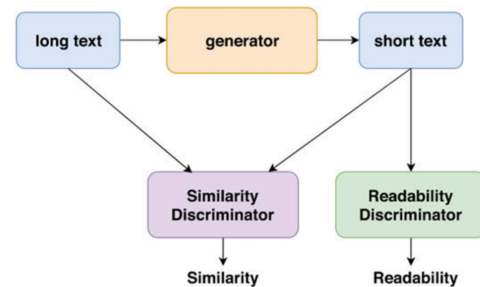 long text
generator
short text
Similarity
Discriminator
Readability
Discriminator
Similarity
Readability